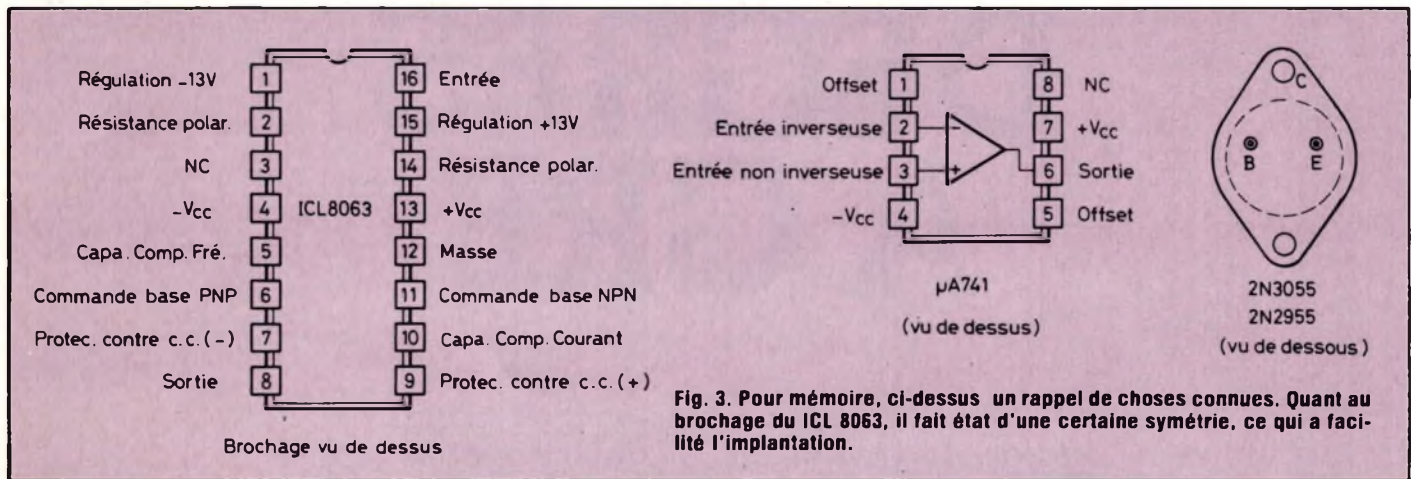 Régulation -13V 1
Résistance polar. 2
NC 3
-Vcc 4
Capa. Comp. Fré. 5
Commande base PNP 6
Protec. contre c.c. (-) 7
Sortie 8
ICL8063
16 Entrée
15 Régulation +13V
14 Résistance polar.
13 +Vcc
12 Masse
11 Commande base NPN
10 Capa. Comp. Courant
9 Protec. contre c.c. (+)
Brochage vu de dessus
Offset 1
Entrée inverseuse 2 -
Entrée non inverseuse 3 +
-Vcc 4
8 NC
7 +Vcc
6 Sortie
5 Offset
µA741
(vu de dessus)
C
B E
2N3055
2N2955
(vu de dessous)
Fig. 3. Pour mémoire, ci-dessus un rappel de choses connues. Quant au
brochage du ICL 8063, il fait état d'une certaine symétrie, ce qui a faci-
lité l'implantation.